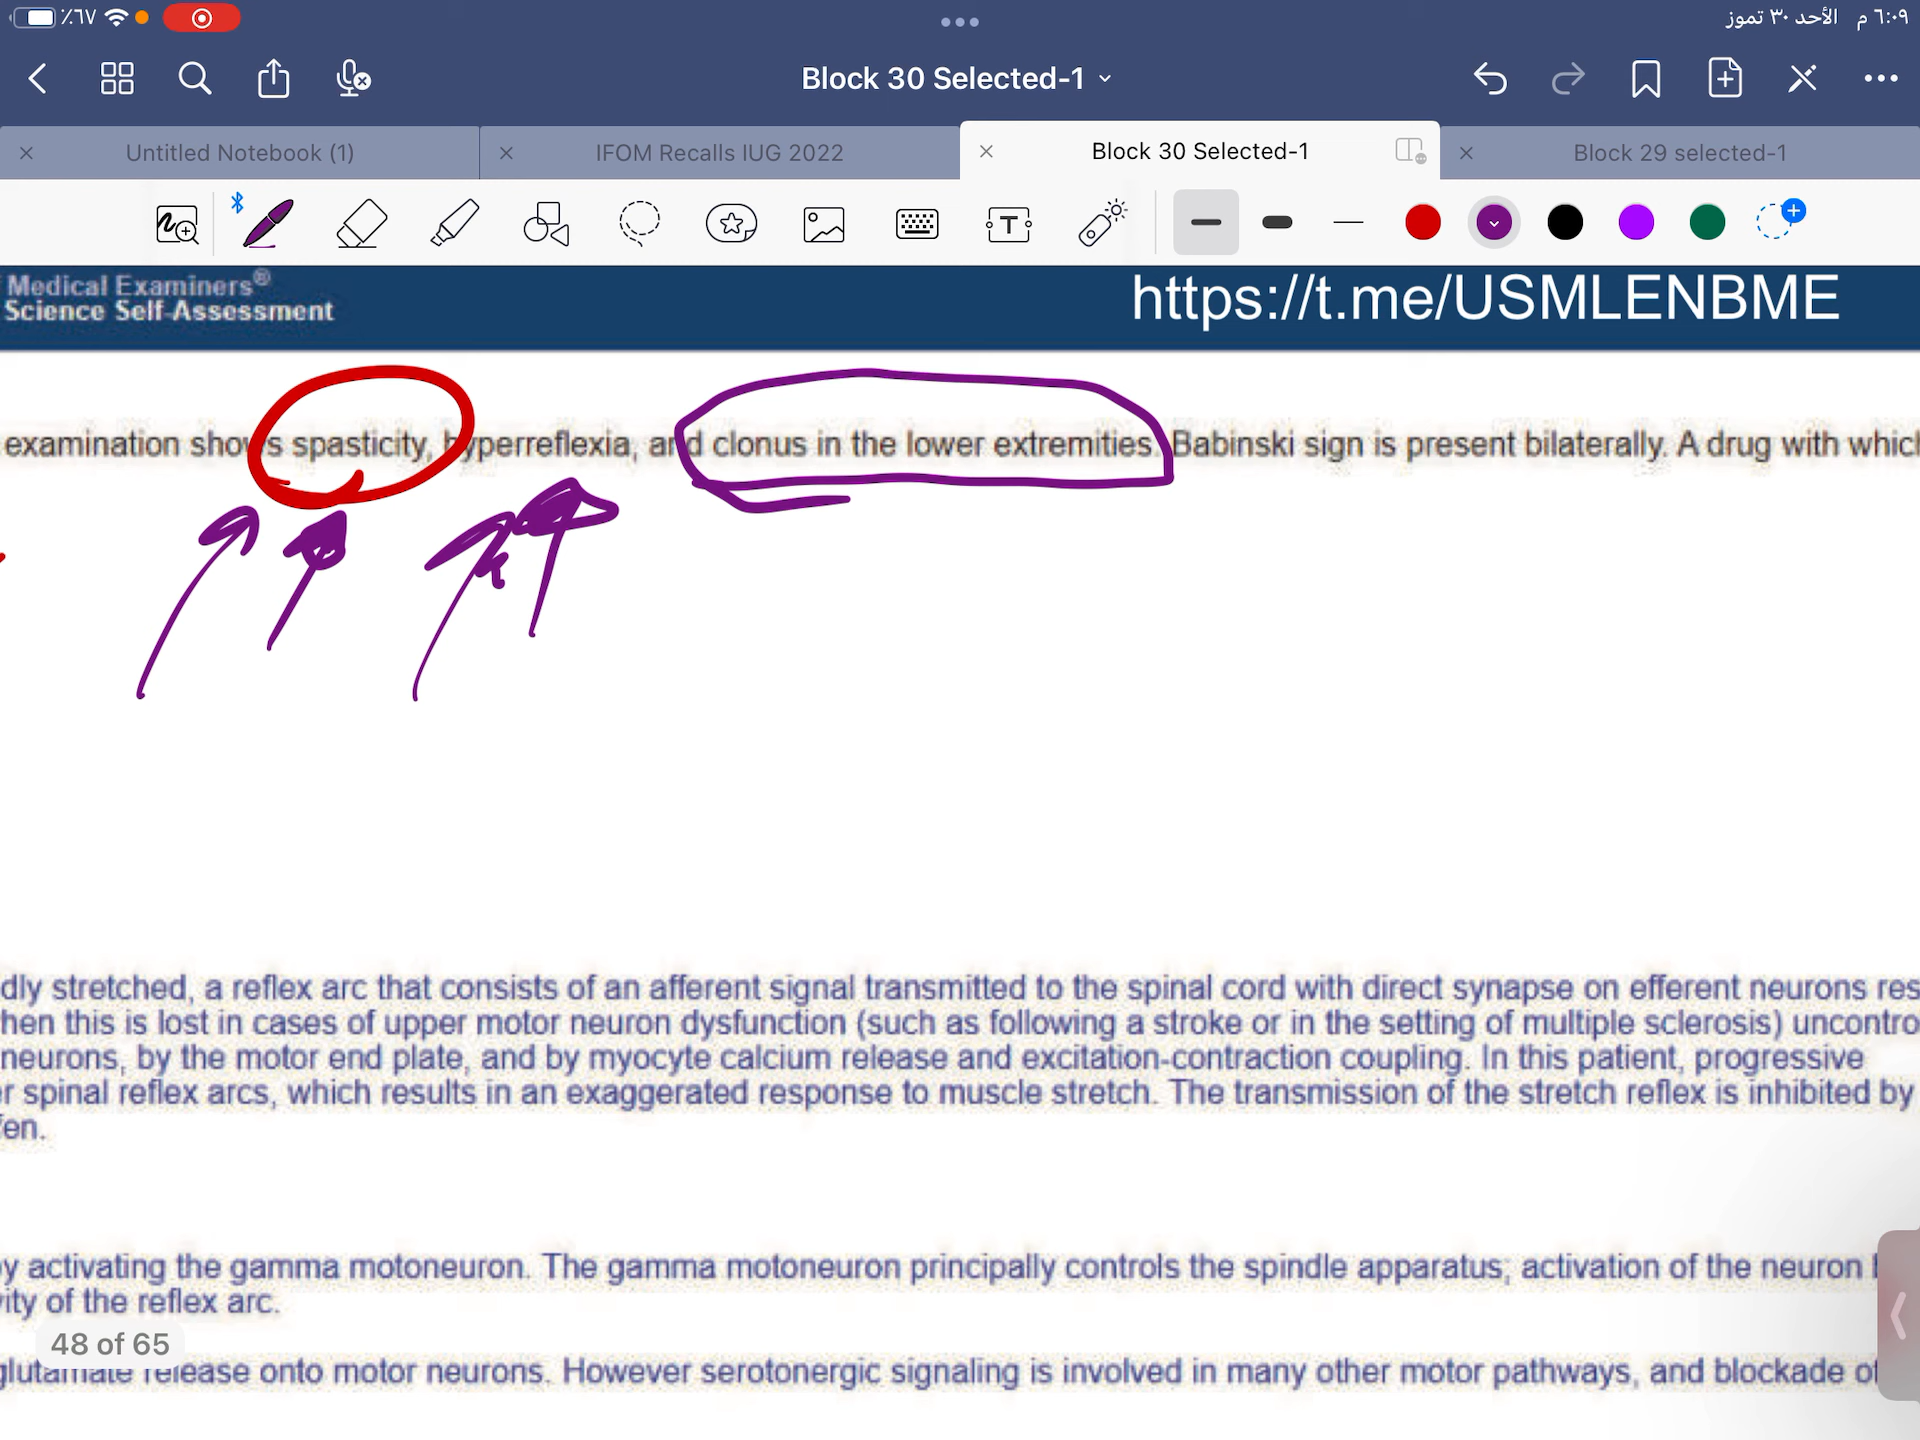 ٪٦٧
٦:٠٩ م الأحد ٣٠ تموز
Block 30 Selected-1
Untitled Notebook (1)
IFOM Recalls IUG 2022
Block 30 Selected-1
Block 29 selected-1
T
Medical Examiners®
Science Self-Assessment
https://t.me/USMLENBME
examination shows spasticity, hyperreflexia, and clonus in the lower extremities. Babinski sign is present bilaterally. A drug with which
dly stretched, a reflex arc that consists of an afferent signal transmitted to the spinal cord with direct synapse on efferent neurons res
hen this is lost in cases of upper motor neuron dysfunction (such as following a stroke or in the setting of multiple sclerosis) uncontro
neurons, by the motor end plate, and by myocyte calcium release and excitation-contraction coupling. In this patient, progressive
er spinal reflex arcs, which results in an exaggerated response to muscle stretch. The transmission of the stretch reflex is inhibited by
fen.
by activating the gamma motoneuron. The gamma motoneuron principally controls the spindle apparatus; activation of the neuron
vity of the reflex arc.
48 of 65
glutamate release onto motor neurons. However serotonergic signaling is involved in many other motor pathways, and blockade of